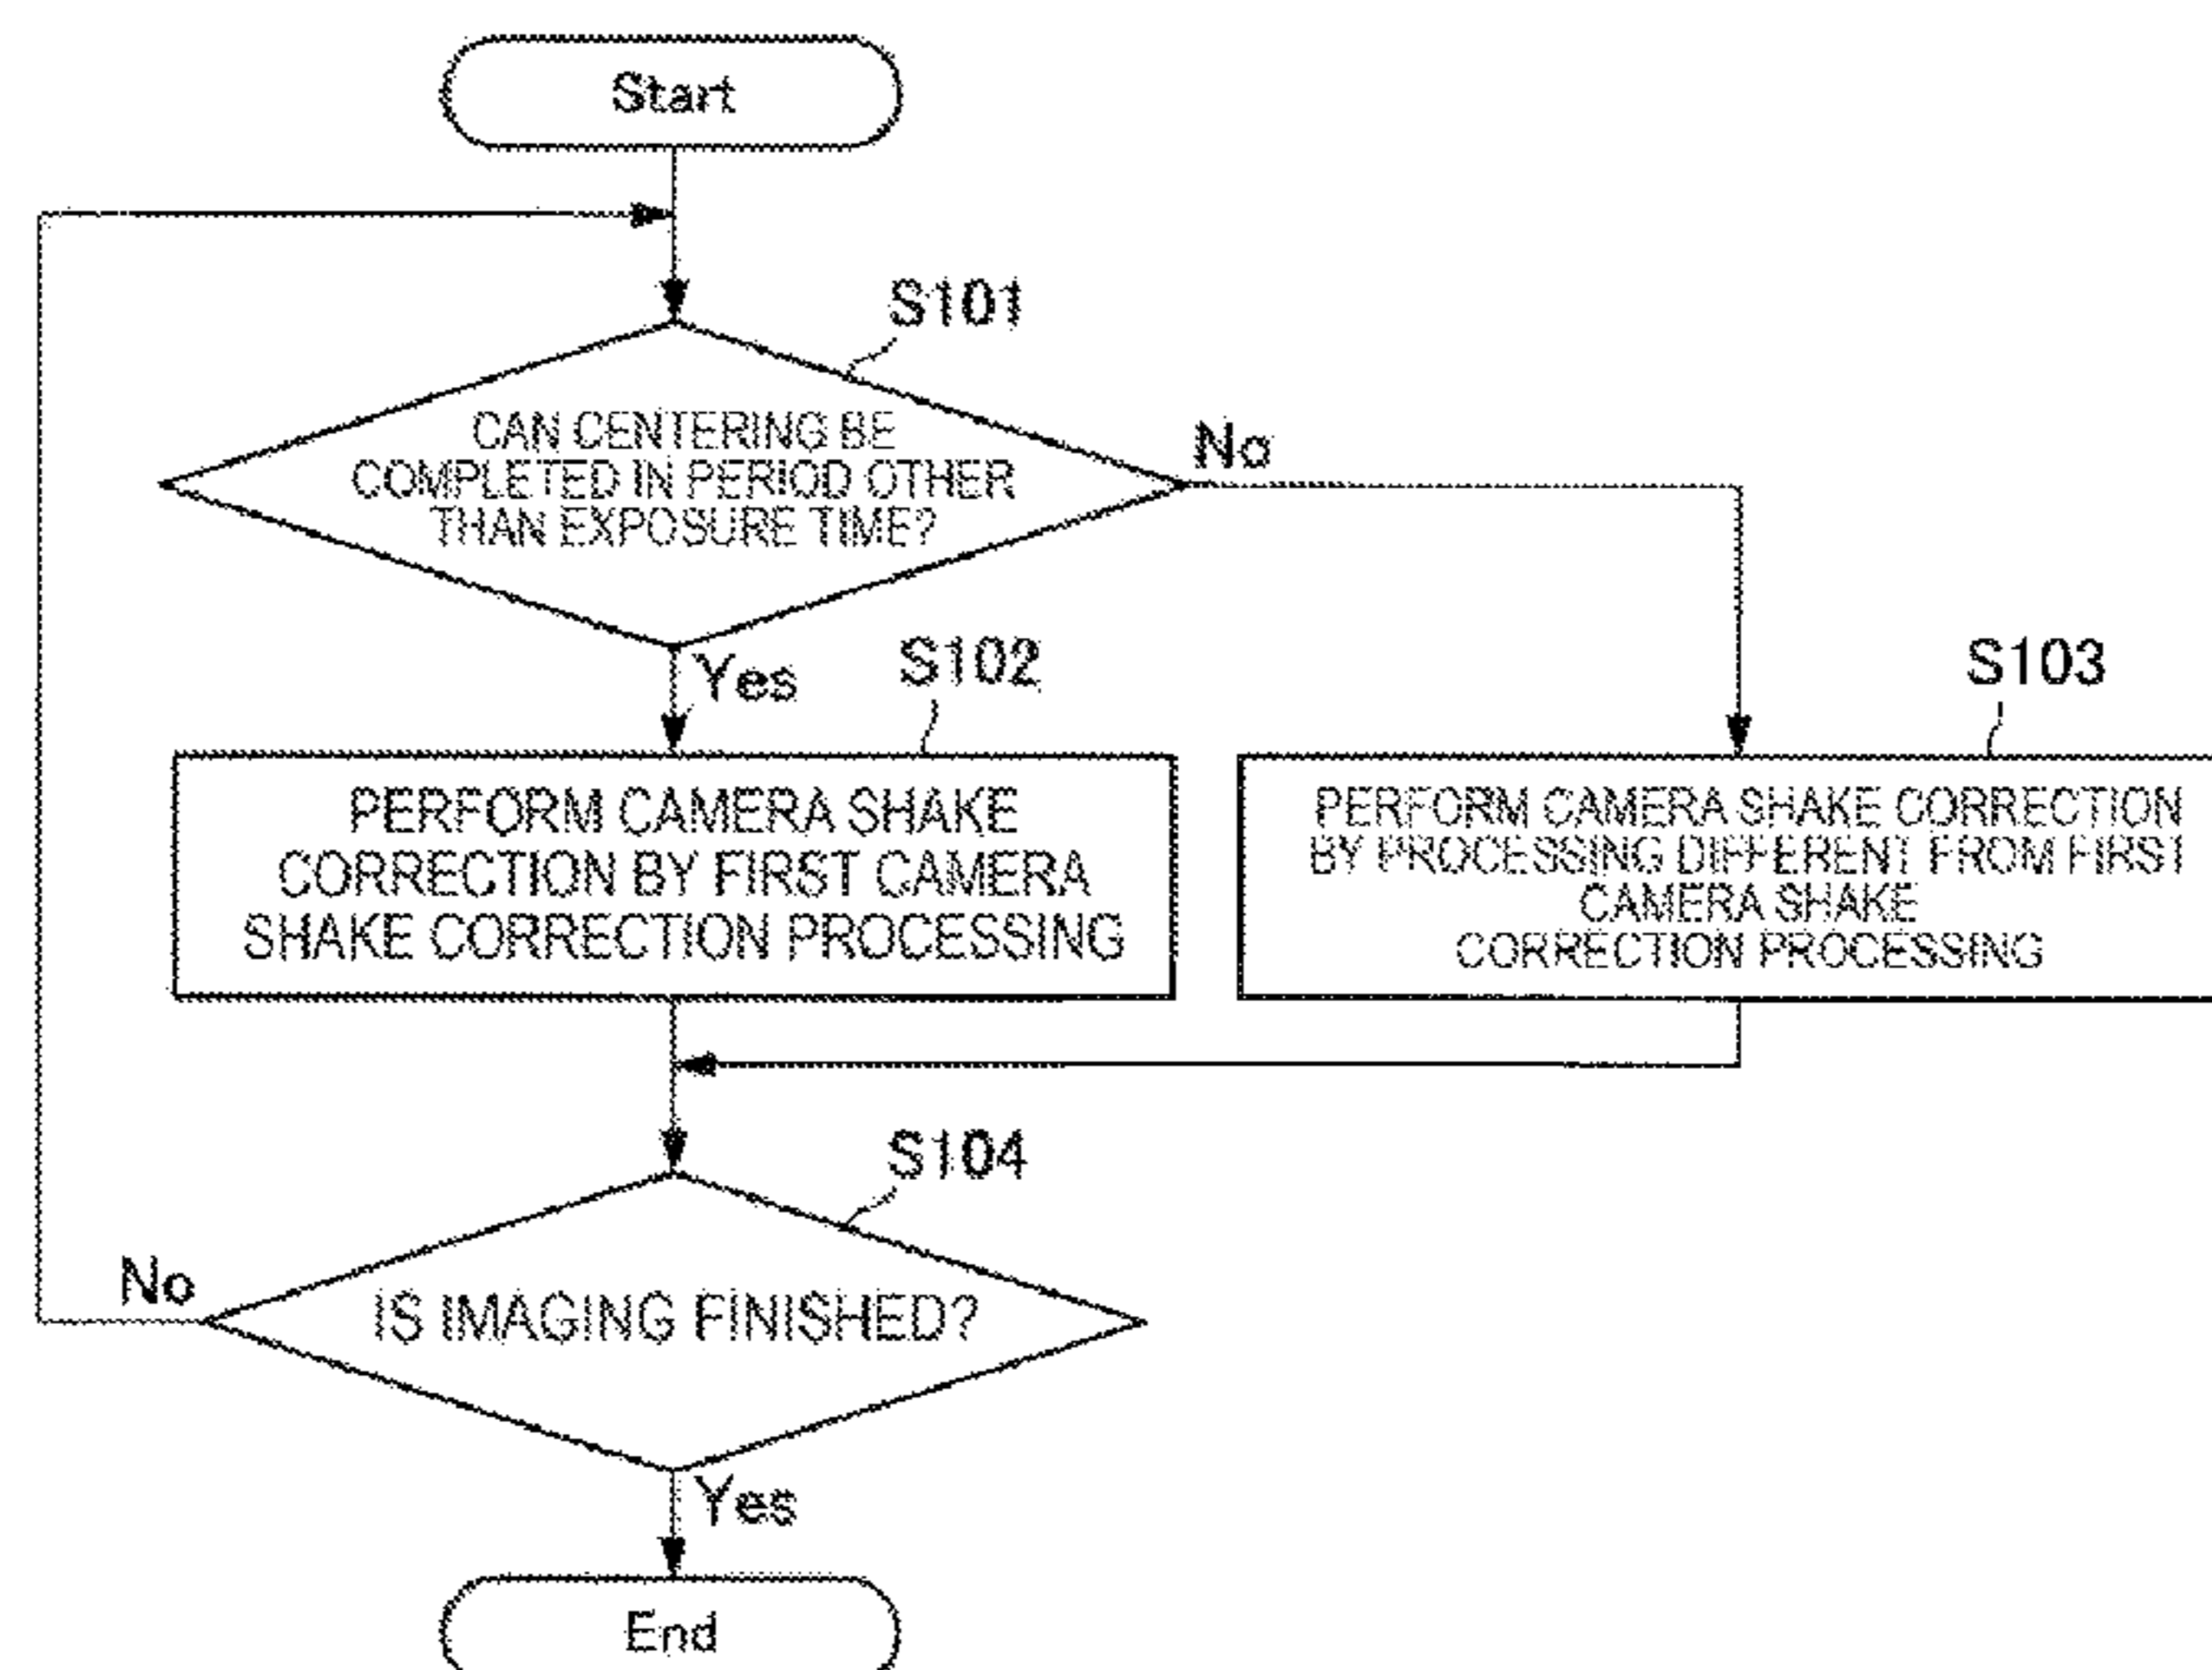 Start
S101
CAN CENTERING BE
COMPLETED IN PERIOD OTHER
THAN EXPOSURE TIME?
No
Yes
S102
S103
PERFORM CAMERA SHAKE
CORRECTION BY FIRST CAMERA
SHAKE CORRECTION PROCESSING
PERFORM CAMERA SHAKE CORRECTION
BY PROCESSING DIFFERENT FROM FIRST
CAMERA SHAKE
CORRECTION PROCESSING
S104
No
IS IMAGING FINISHED?
Yes
End